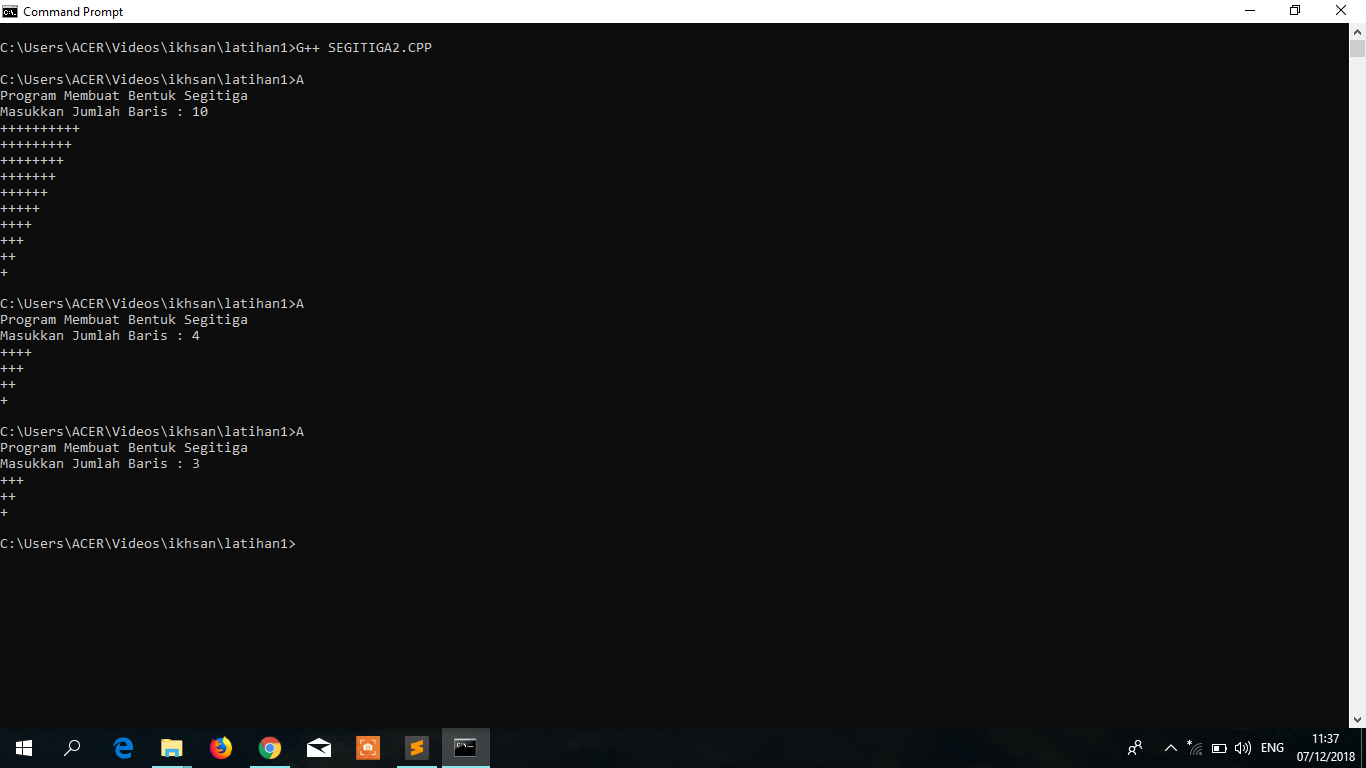 Command Prompt
C:\Users\ACER\Videos\ikhsan\latihan1>G++ SEGITIGA2.CPP
C:\Users\ACER\Videos\ikhsan\latihan1>A
Program Membuat Bentuk Segitiga
Masukkan Jumlah Baris : 10
++++++++++
+++++++++
++++++++
+++++++
++++++
+++++
++++
+++
++
+
C:\Users\ACER\Videos\ikhsan\latihan1>A
Program Membuat Bentuk Segitiga
Masukkan Jumlah Baris : 4
++++
+++
++
+
C:\Users\ACER\Videos\ikhsan\latihan1>A
Program Membuat Bentuk Segitiga
Masukkan Jumlah Baris : 3
+++
++
+
C:\Users\ACER\Videos\ikhsan\latihan1>
ENG
11:37
07/12/2018